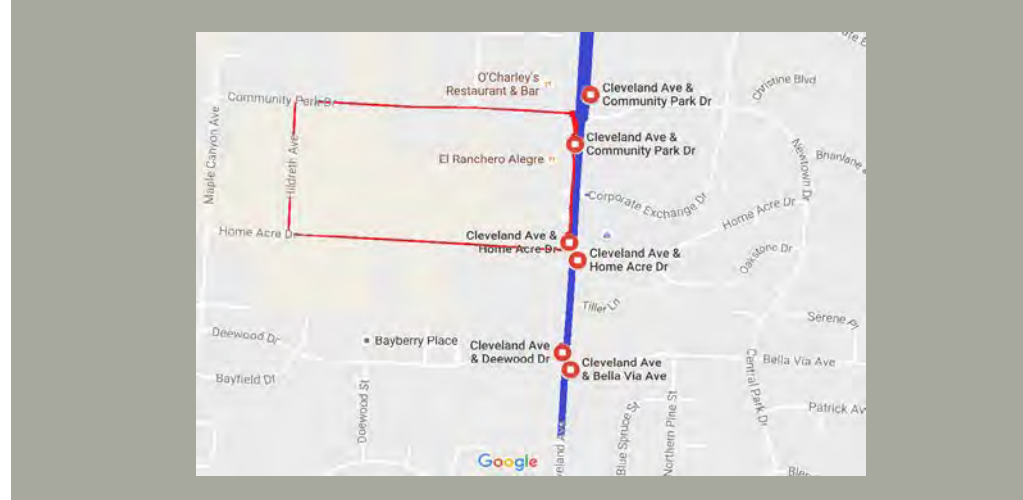 O'Charley's
Restaurant & Bar
Christine Blvd
Cleveland Ave &
Community Park Dr
Community Park Dr
Maple Canyon Ave
Cleveland Ave &
Community Park Dr
El Ranchero Alegre
Newtown Dr
Brianlane
Hildreth Ave
Corporate Exchange Dr
Home Acre Dr
Home Acre Dr
Cleveland Ave &
Home Acre Dr
Cleveland Ave &
Home Acre Dr
Oakstone Dr
Tiller Ln
Serene Pl
Deewood Dr
Bayberry Place
Cleveland Ave
& Deewood Dr
Cleveland Ave
& Bella Via Ave
Bella Via Ave
Bayfield Dr
Central Park Dr
Doewood St
Blue Spruce St
Northern Pine St
Patrick Av
eland Ave
Google